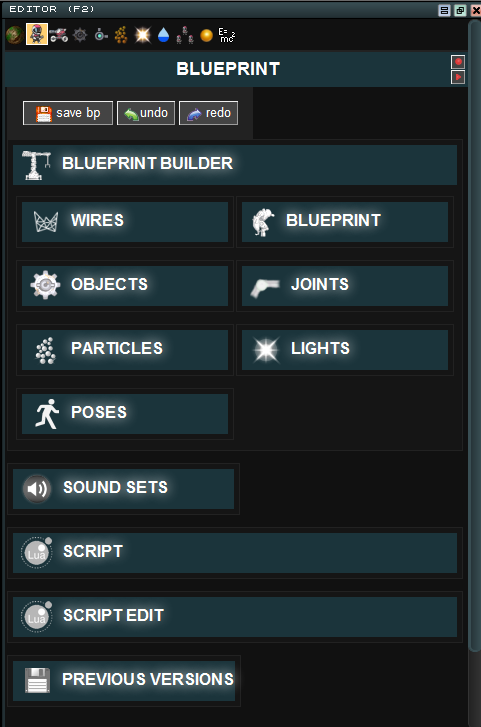 EDITOR (F2)
E=
mc²
BLUEPRINT
save bp undo redo
BLUEPRINT BUILDER
WIRES BLUEPRINT
OBJECTS JOINTS
PARTICLES LIGHTS
POSES
SOUND SETS
Lua SCRIPT
Lua SCRIPT EDIT
PREVIOUS VERSIONS